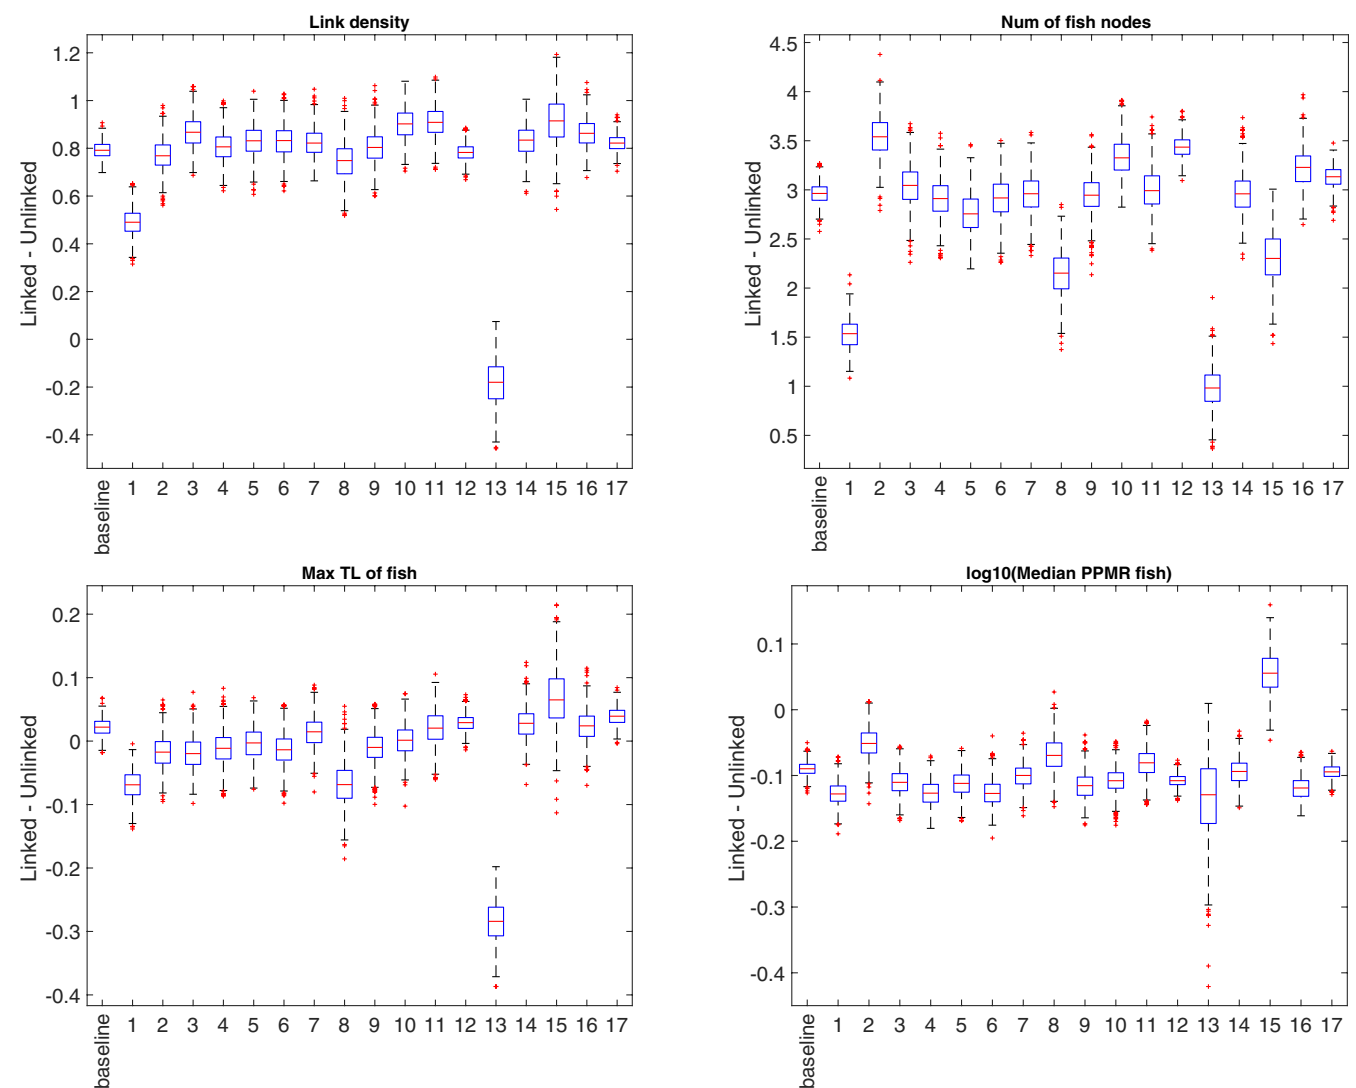 Link density
Linked - Unlinked
1.2
1
0.8
0.6
0.4
0.2
0
-0.2
-0.4
baseline 1 2 3 4 5 6 7 8 9 10 11 12 13 14 15 16 17
Num of fish nodes
Linked - Unlinked
4.5
4
3.5
3
2.5
2
1.5
1
0.5
baseline 1 2 3 4 5 6 7 8 9 10 11 12 13 14 15 16 17
Max TL of fish
Linked - Unlinked
0.2
0.1
0
-0.1
-0.2
-0.3
-0.4
baseline 1 2 3 4 5 6 7 8 9 10 11 12 13 14 15 16 17
log10(Median PPMR fish)
Linked - Unlinked
0.1
0
-0.1
-0.2
-0.3
-0.4
baseline 1 2 3 4 5 6 7 8 9 10 11 12 13 14 15 16 17